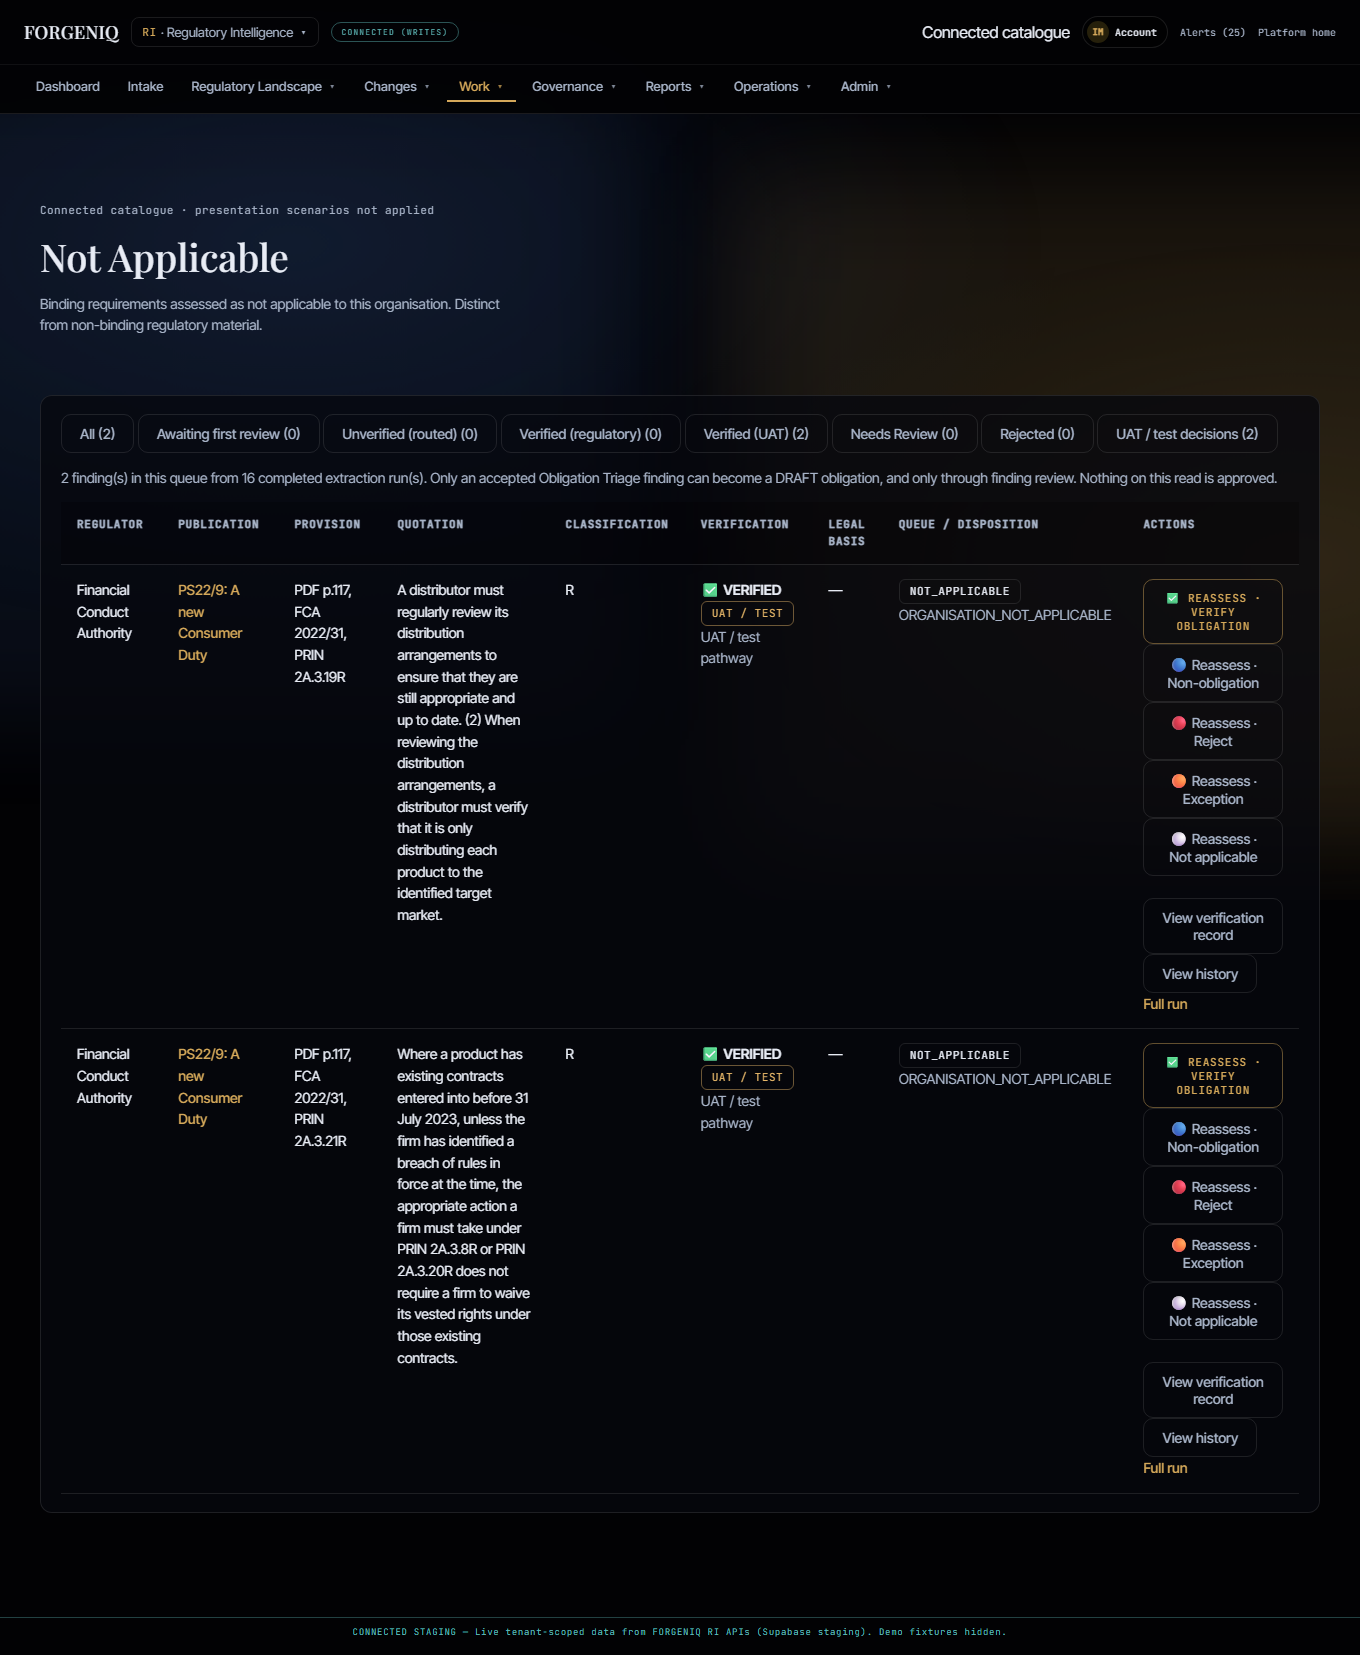 FORGENIQ RI · Regulatory Intelligence ▾ CONNECTED (WRITES) Connected catalogue IM Account Alerts (25) Platform home
Dashboard Intake Regulatory Landscape ▾ Changes ▾ Work ▾ Governance ▾ Reports ▾ Operations ▾ Admin ▾
Connected catalogue · presentation scenarios not applied
Not Applicable
Binding requirements assessed as not applicable to this organisation. Distinct
from non-binding regulatory material.
All (2) Awaiting first review (0) Unverified (routed) (0) Verified (regulatory) (0) Verified (UAT) (2) Needs Review (0) Rejected (0) UAT / test decisions (2)
2 finding(s) in this queue from 16 completed extraction run(s). Only an accepted Obligation Triage finding can become a DRAFT obligation, and only through finding review. Nothing on this read is approved.
REGULATOR PUBLICATION PROVISION QUOTATION CLASSIFICATION VERIFICATION LEGAL BASIS QUEUE / DISPOSITION ACTIONS
Financial
Conduct
Authority
PS22/9: A
new
Consumer
Duty
PDF p.117,
FCA
2022/31,
PRIN
2A.3.19R
A distributor must
regularly review its
distribution
arrangements to
ensure that they are
still appropriate and
up to date. (2) When
reviewing the
distribution
arrangements, a
distributor must verify
that it is only
distributing each
product to the
identified target
market.
R
✅ VERIFIED
UAT / TEST
UAT / test
pathway
—
NOT_APPLICABLE
ORGANISATION_NOT_APPLICABLE
✅ REASSESS ·
VERIFY
OBLIGATION
🔵 Reassess ·
Non-obligation
🔴 Reassess ·
Reject
🟠 Reassess ·
Exception
⚪ Reassess ·
Not applicable
View verification
record
View history
Full run
Financial
Conduct
Authority
PS22/9: A
new
Consumer
Duty
PDF p.117,
FCA
2022/31,
PRIN
2A.3.21R
Where a product has
existing contracts
entered into before 31
July 2023, unless the
firm has identified a
breach of rules in
force at the time, the
appropriate action a
firm must take under
PRIN 2A.3.8R or PRIN
2A.3.20R does not
require a firm to waive
its vested rights under
those existing
contracts.
R
✅ VERIFIED
UAT / TEST
UAT / test
pathway
—
NOT_APPLICABLE
ORGANISATION_NOT_APPLICABLE
✅ REASSESS ·
VERIFY
OBLIGATION
🔵 Reassess ·
Non-obligation
🔴 Reassess ·
Reject
🟠 Reassess ·
Exception
⚪ Reassess ·
Not applicable
View verification
record
View history
Full run
CONNECTED STAGING — Live tenant-scoped data from FORGENIQ RI APIs (Supabase staging). Demo fixtures hidden.